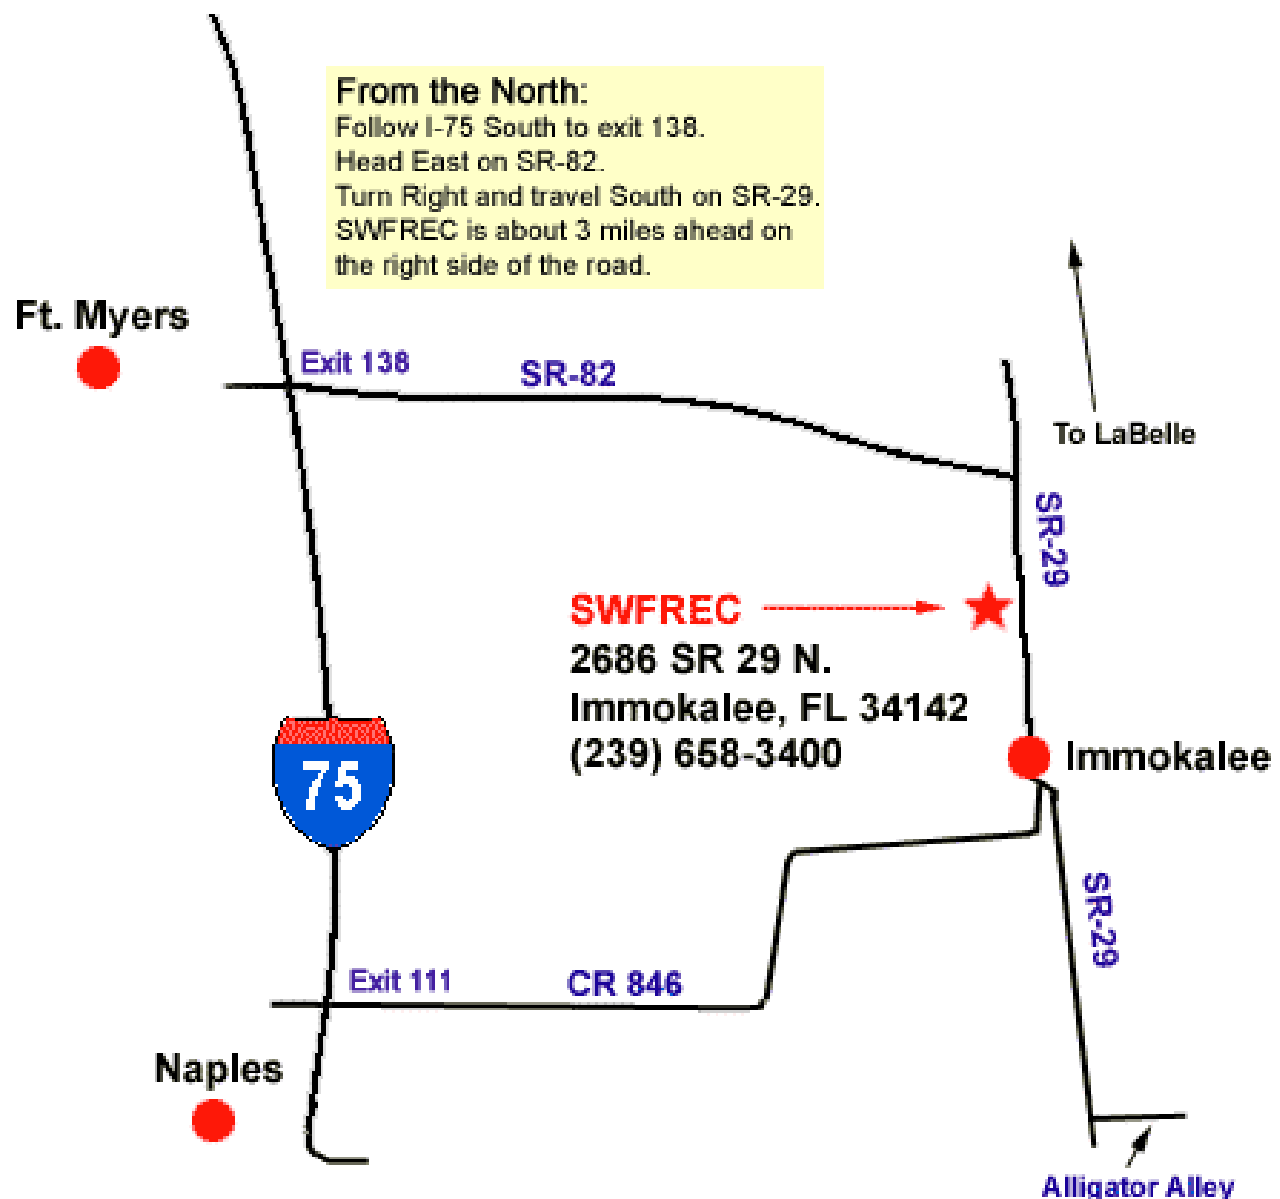 From the North:
Follow I-75 South to exit 138.
Head East on SR-82.
Turn Right and travel South on SR-29.
SWFREC is about 3 miles ahead on
the right side of the road.
Ft. Myers
Exit 138
SR-82
To LaBelle
SR-29
SWFREC
2686 SR 29 N.
Immokalee, FL 34142
(239) 658-3400
Immokalee
75
SR-29
Exit 111
CR 846
Naples
Alligator Alley